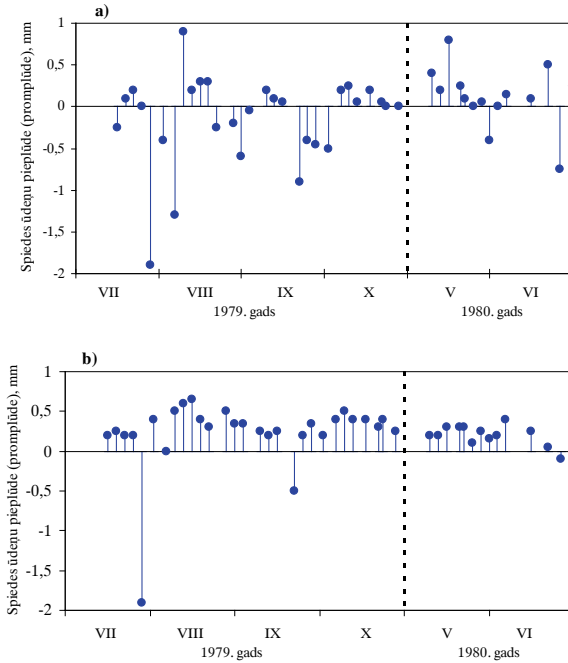 a)
Spiedes ūdeņu pieplūde (promplūde), mm
1
0,5
0
-0,5
-1
-1,5
-2
VII VIII IX X V VI
1979. gads 1980. gads
b)
Spiedes ūdeņu pieplūde (promplūde), mm
1
0,5
0
-0,5
-1
-1,5
-2
VII VIII IX X V VI
1979. gads 1980. gads